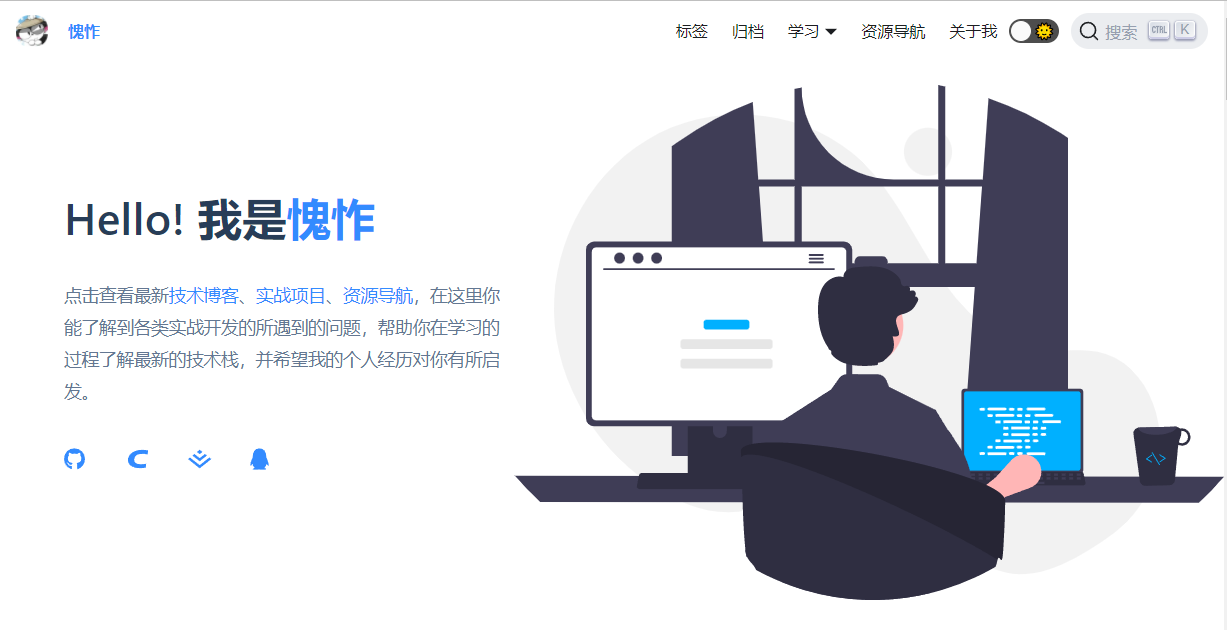 愧怍
标签 归档 学习 资源导航 关于我 搜索 CTRL K
Hello! 我是愧怍
点击查看最新技术博客、实战项目、资源导航，在这里你
能了解到各类实战开发的所遇到的问题，帮助你在学习的
过程了解最新的技术栈，并希望我的个人经历对你有所启
发。
<\>